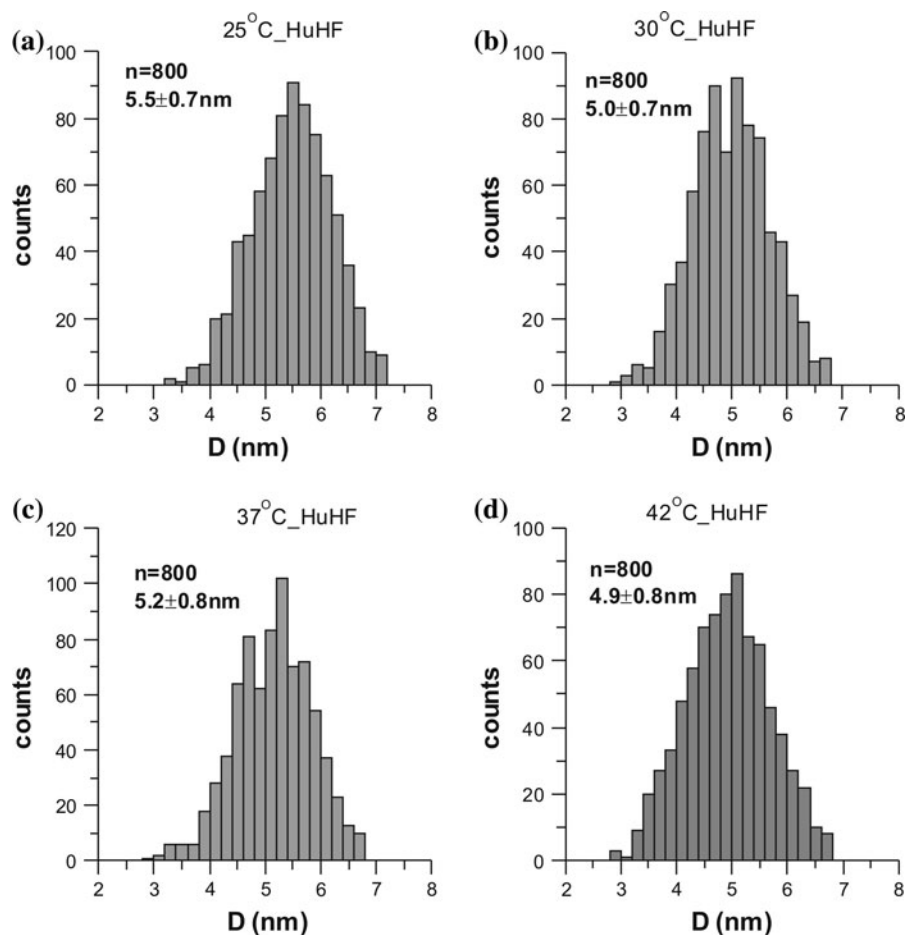 (a) 25°C_HuHF
n=800
5.5±0.7nm
100
80
60
40
20
0
counts
2 3 4 5 6 7 8
D (nm)
(b) 30°C_HuHF
n=800
5.0±0.7nm
100
80
60
40
20
0
counts
2 3 4 5 6 7 8
D (nm)
(c) 37°C_HuHF
n=800
5.2±0.8nm
120
100
80
60
40
20
0
counts
2 3 4 5 6 7 8
D (nm)
(d) 42°C_HuHF
n=800
4.9±0.8nm
100
80
60
40
20
0
counts
2 3 4 5 6 7 8
D (nm)